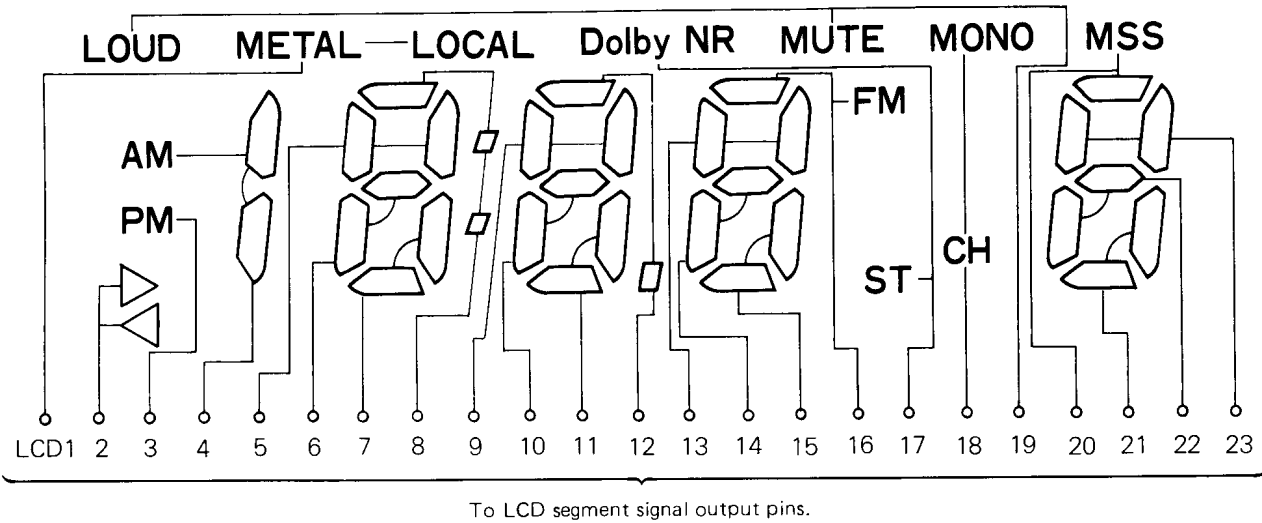 LOUD METAL LOCAL Dolby NR MUTE MONO MSS
FM
AM
PM
CH
ST
LCD1 2 3 4 5 6 7 8 9 10 11 12 13 14 15 16 17 18 19 20 21 22 23
To LCD segment signal output pins.